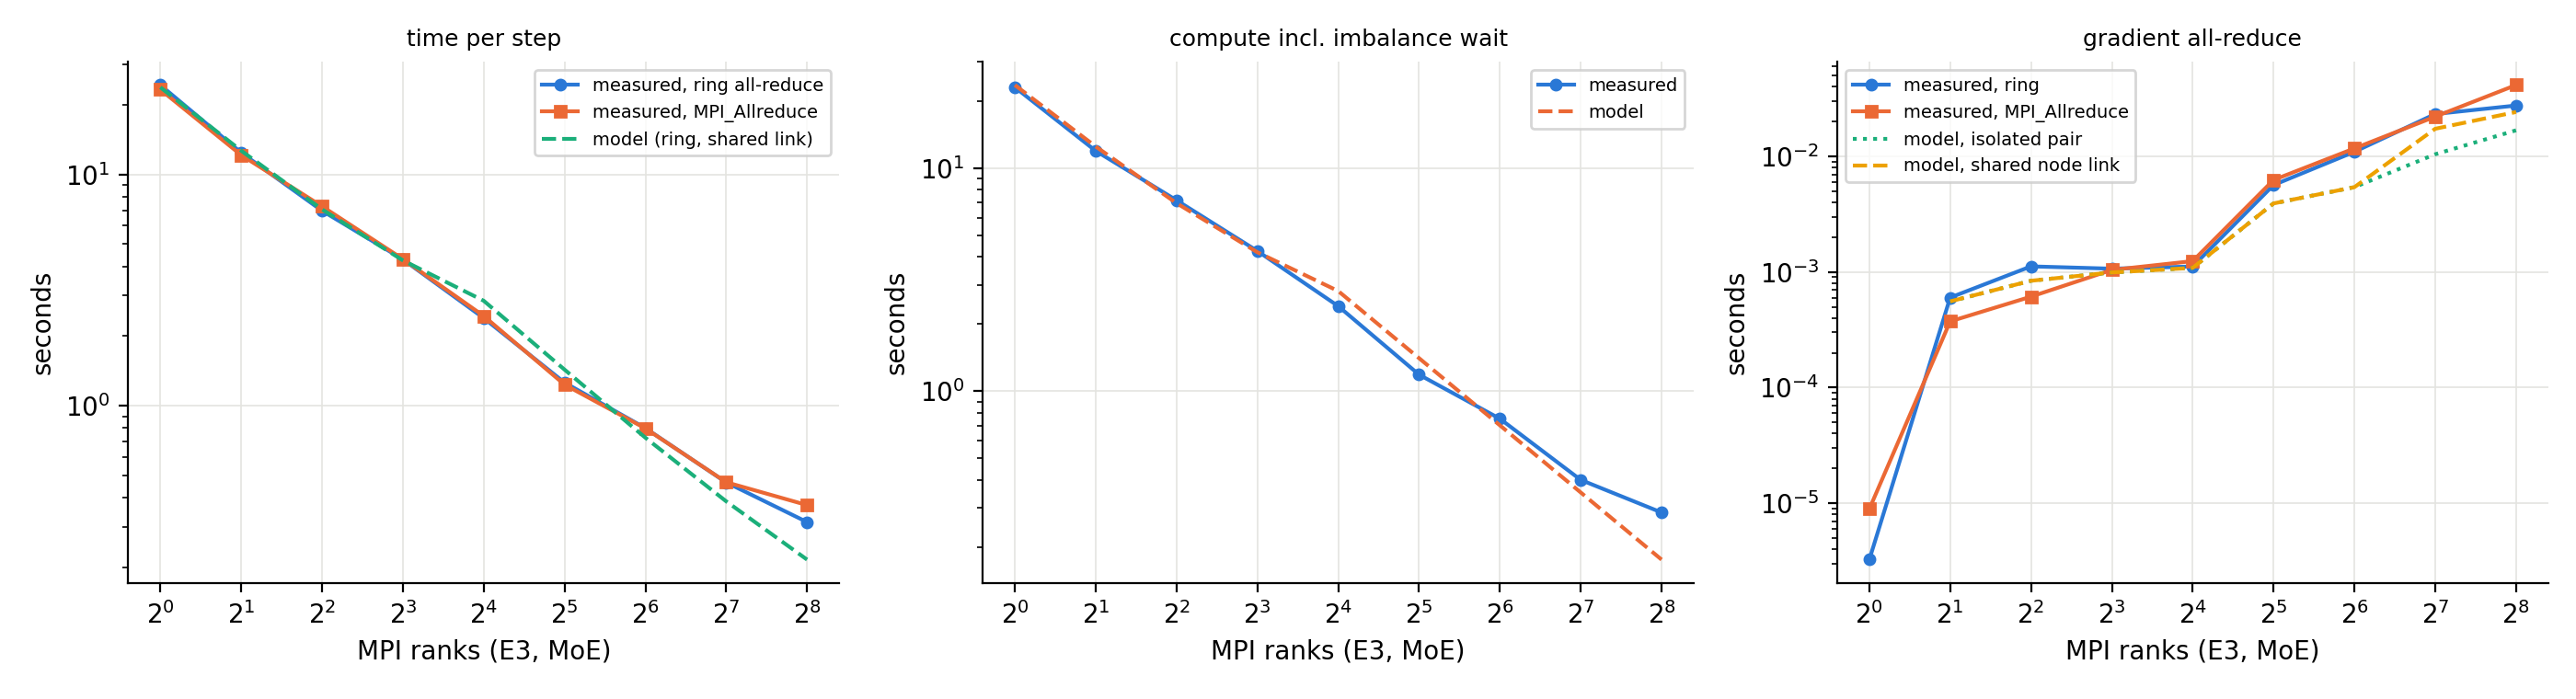 time per step
measured, ring all-reduce
measured, MPI_Allreduce
model (ring, shared link)
seconds
10¹
10⁰
2⁰ 2¹ 2² 2³ 2⁴ 2⁵ 2⁶ 2⁷ 2⁸
MPI ranks (E3, MoE)
compute incl. imbalance wait
measured
model
seconds
10¹
10⁰
2⁰ 2¹ 2² 2³ 2⁴ 2⁵ 2⁶ 2⁷ 2⁸
MPI ranks (E3, MoE)
gradient all-reduce
measured, ring
measured, MPI_Allreduce
model, isolated pair
model, shared node link
seconds
10⁻²
10⁻³
10⁻⁴
10⁻⁵
2⁰ 2¹ 2² 2³ 2⁴ 2⁵ 2⁶ 2⁷ 2⁸
MPI ranks (E3, MoE)